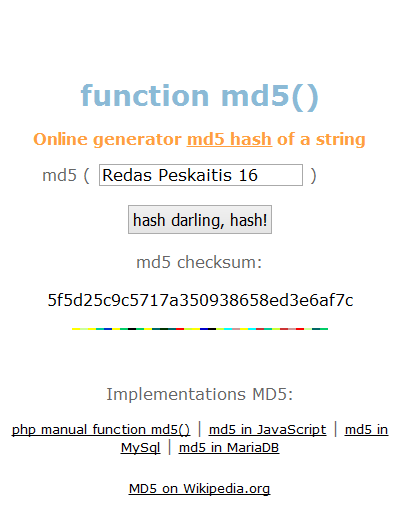 function md5()
Online generator md5 hash of a string
md5 ( Redas Peskaitis 16 )
hash darling, hash!
md5 checksum:
5f5d25c9c5717a350938658ed3e6af7c
Implementations MD5:
php manual function md5() | md5 in JavaScript | md5 in
MySql | md5 in MariaDB
MD5 on Wikipedia.org